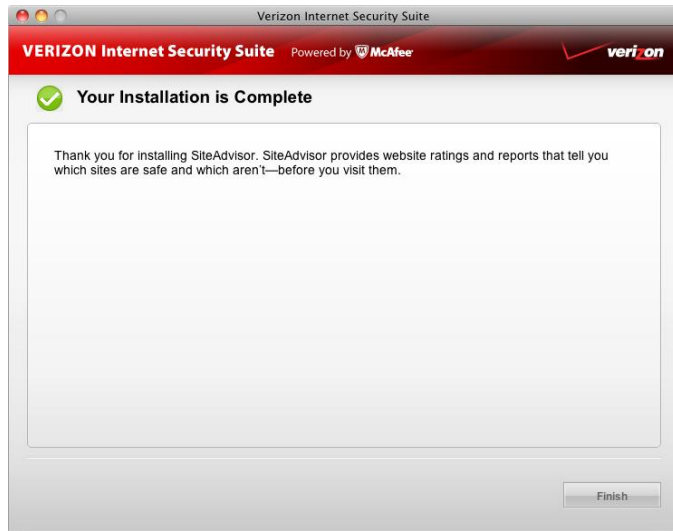 Verizon Internet Security Suite
VERIZON Internet Security Suite Powered by McAfee verizon
Your Installation is Complete
Thank you for installing SiteAdvisor. SiteAdvisor provides website ratings and reports that tell you
which sites are safe and which aren't—before you visit them.
Finish